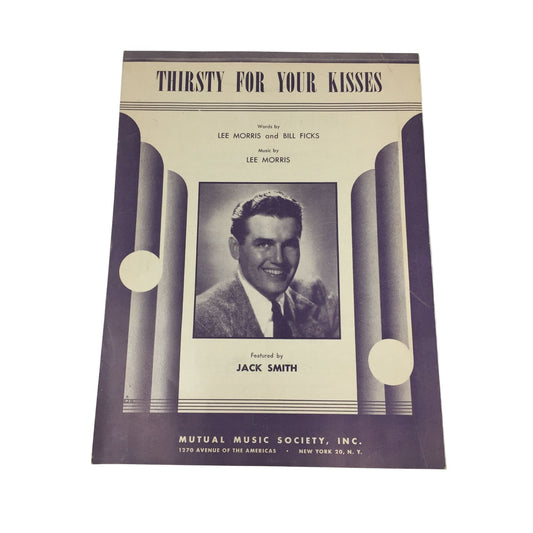 THIRSTY FOR YOUR KISSES
Words by
LEE MORRIS and BILL FICKS
Music by
LEE MORRIS
Featured by
JACK SMITH
MUTUAL MUSIC SOCIETY, INC.
1270 AVENUE OF THE AMERICAS • NEW YORK 20, N. Y.